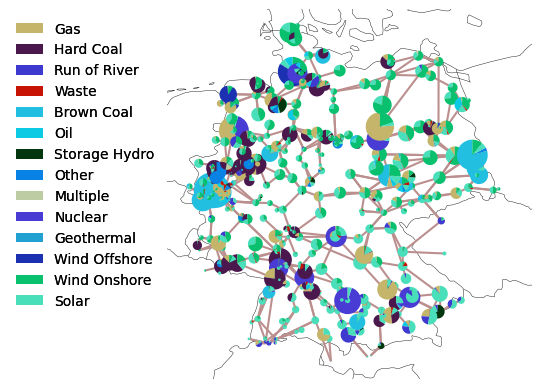 Gas
Hard Coal
Run of River
Waste
Brown Coal
Oil
Storage Hydro
Other
Multiple
Nuclear
Geothermal
Wind Offshore
Wind Onshore
Solar